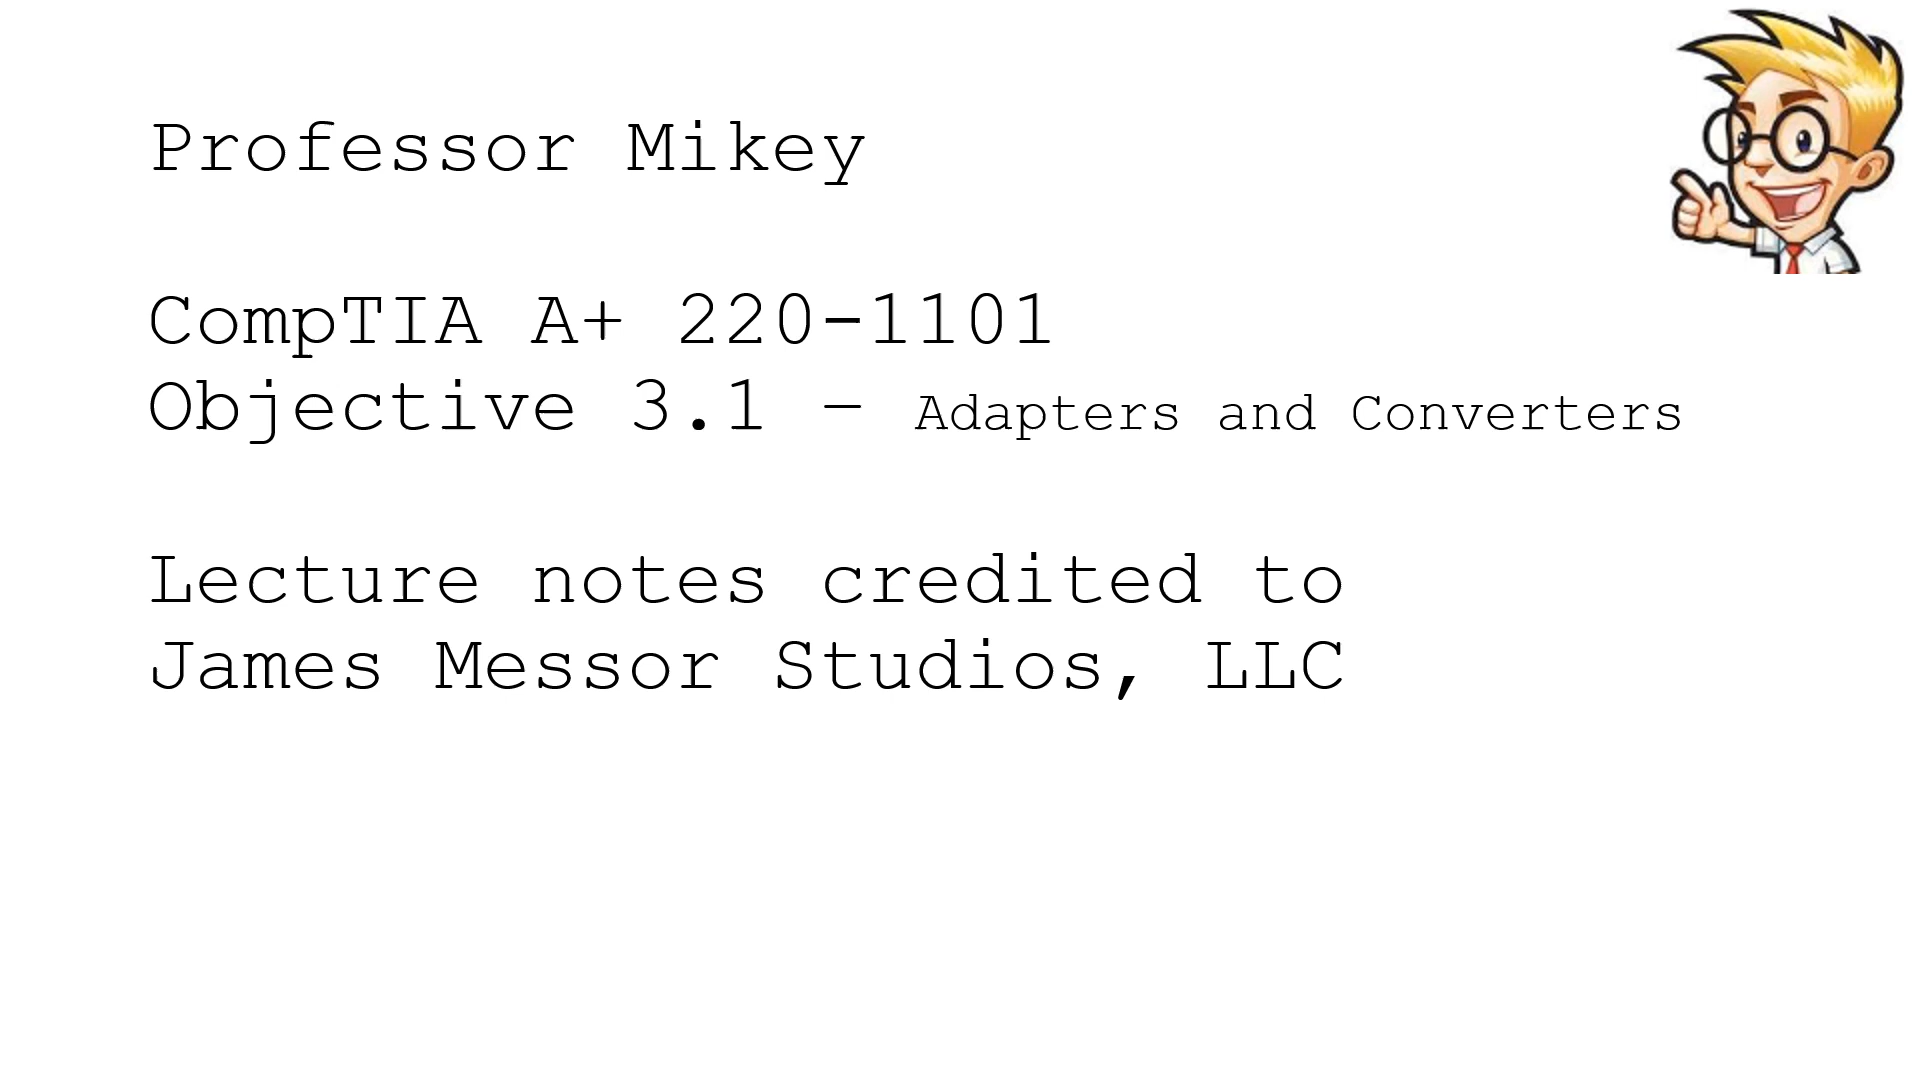 Professor Mikey
CompTIA A+ 220-1101
Objective 3.1 – Adapters and Converters
Lecture notes credited to
James Messor Studios, LLC